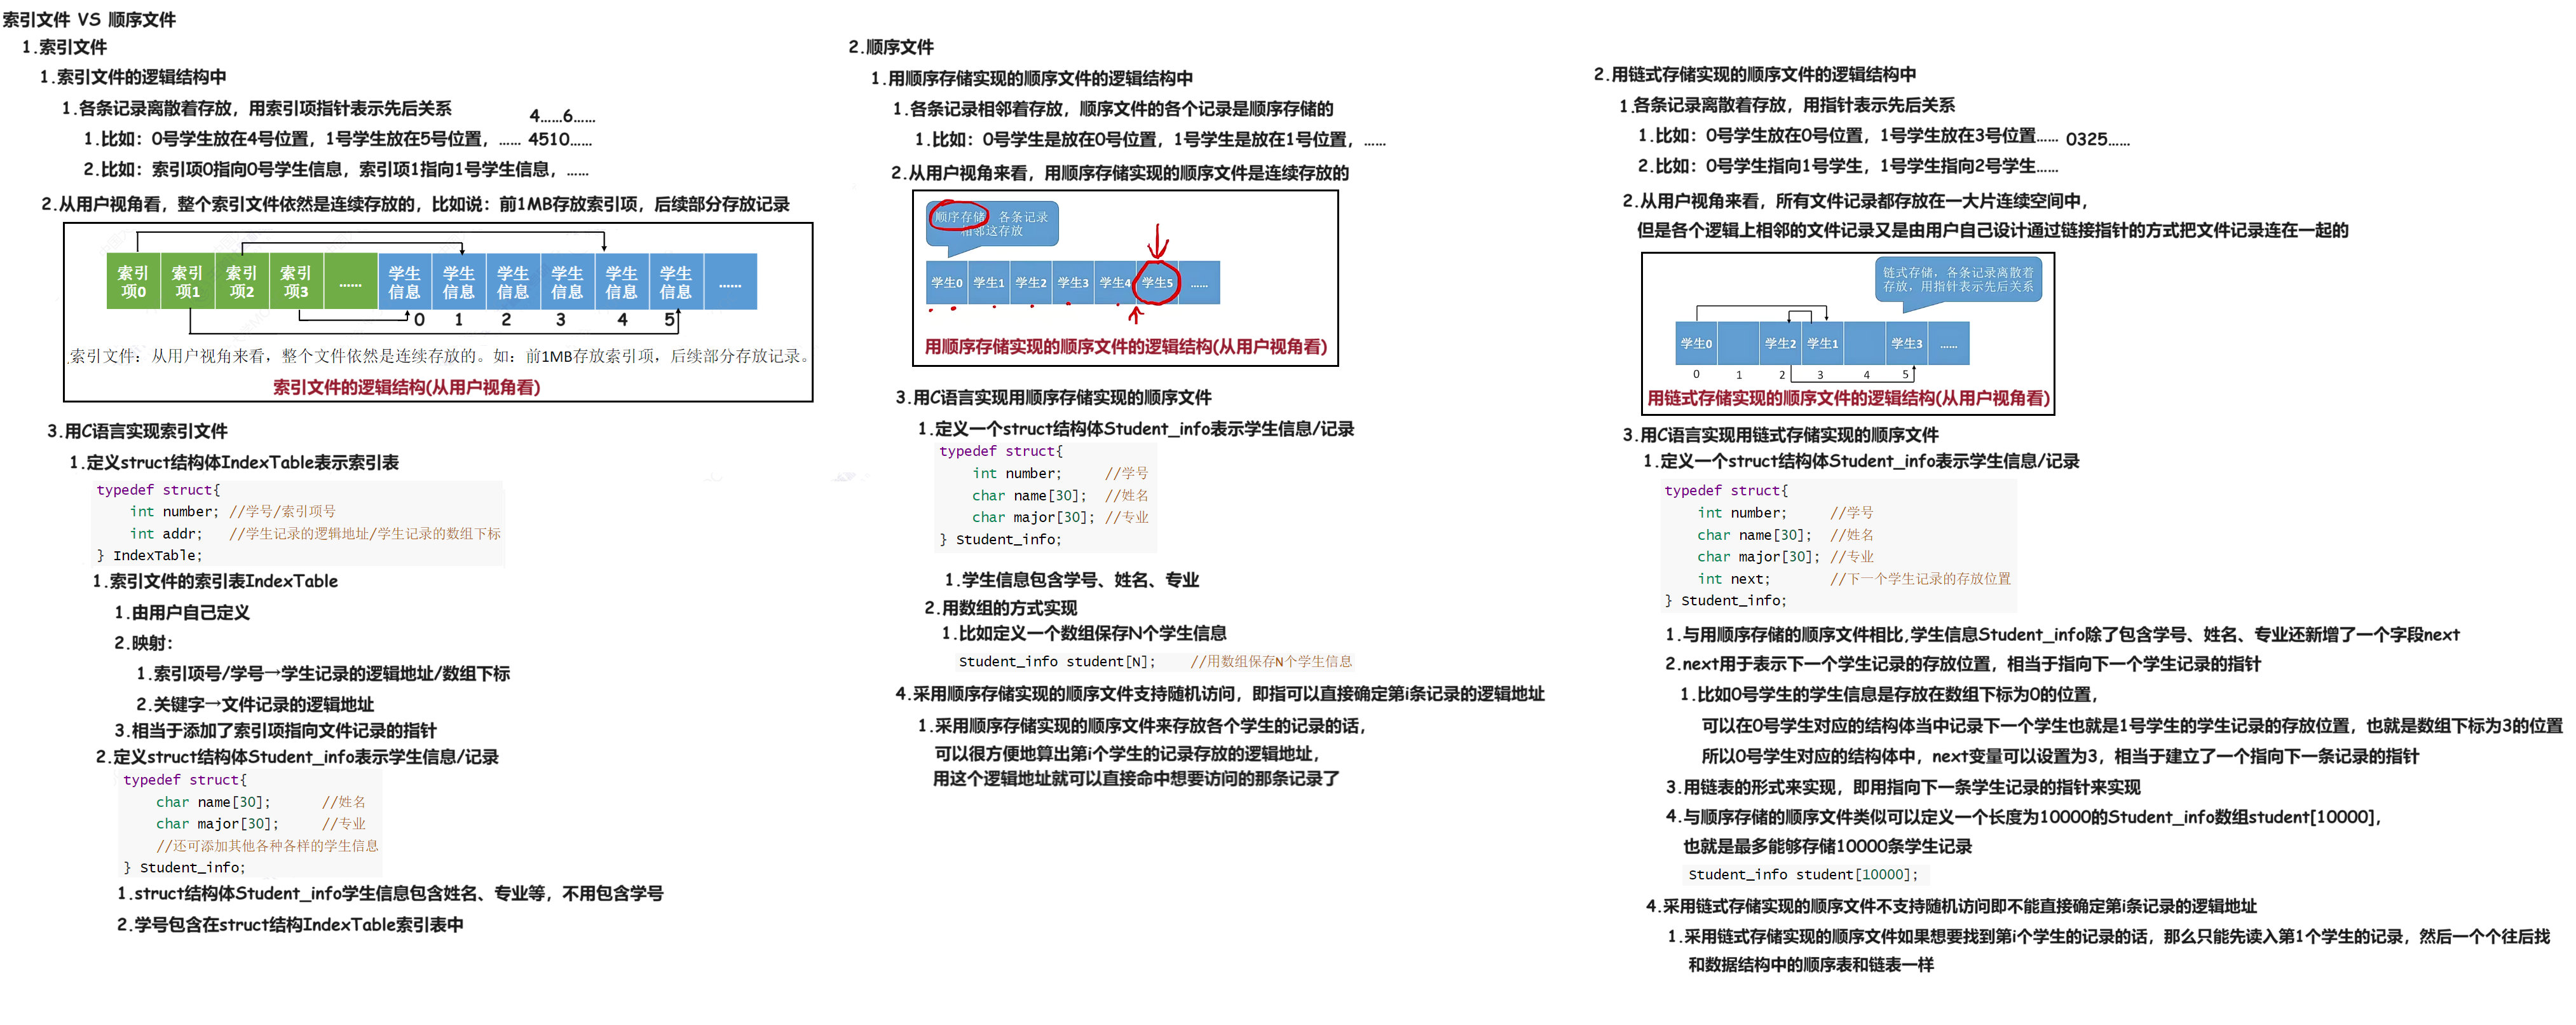 索引文件 VS 顺序文件
1.索引文件
1.索引文件的逻辑结构中
1.各条记录离散着存放，用索引项指针表示先后关系
4……6……
1.比如：0号学生放在4号位置，1号学生放在5号位置，…… 4510……
2.比如：索引项0指向0号学生信息，索引项1指向1号学生信息，……
2.从用户视角看，整个索引文件依然是连续存放的，比如说：前1MB存放索引项，后续部分存放记录
索引项0 索引项1 索引项2 索引项3 …… 学生信息 学生信息 学生信息 学生信息 学生信息 学生信息 ……
0 1 2 3 4 5
索引文件：从用户视角来看，整个文件依然是连续存放的。如：前1MB存放索引项，后续部分存放记录。
索引文件的逻辑结构(从用户视角看)
3.用C语言实现索引文件
1.定义struct结构体IndexTable表示索引表
typedef struct{
int number; //学号/索引项号
int addr; //学生记录的逻辑地址/学生记录的数组下标
} IndexTable;
1.索引文件的索引表IndexTable
1.由用户自己定义
2.映射：
1.索引项号/学号→学生记录的逻辑地址/数组下标
2.关键字→文件记录的逻辑地址
3.相当于添加了索引项指向文件记录的指针
2.定义struct结构体Student_info表示学生信息/记录
typedef struct{
char name[30]; //姓名
char major[30]; //专业
//还可添加其他各种各样的学生信息
} Student_info;
1.struct结构体Student_info学生信息包含姓名、专业等，不用包含学号
2.学号包含在struct结构IndexTable索引表中
2.顺序文件
1.用顺序存储实现的顺序文件的逻辑结构中
1.各条记录相邻着存放，顺序文件的各个记录是顺序存储的
1.比如：0号学生是放在0号位置，1号学生是放在1号位置，……
2.从用户视角来看，用顺序存储实现的顺序文件是连续存放的
顺序存储，各条记录
相邻这存放
学生0 学生1 学生2 学生3 学生4 学生5 ……
用顺序存储实现的顺序文件的逻辑结构(从用户视角看)
3.用C语言实现用顺序存储实现的顺序文件
1.定义一个struct结构体Student_info表示学生信息/记录
typedef struct{
int number; //学号
char name[30]; //姓名
char major[30]; //专业
} Student_info;
1.学生信息包含学号、姓名、专业
2.用数组的方式实现
1.比如定义一个数组保存N个学生信息
Student_info student[N]; //用数组保存N个学生信息
4.采用顺序存储实现的顺序文件支持随机访问，即指可以直接确定第i条记录的逻辑地址
1.采用顺序存储实现的顺序文件来存放各个学生的记录的话，
可以很方便地算出第i个学生的记录存放的逻辑地址，
用这个逻辑地址就可以直接命中想要访问的那条记录了
2.用链式存储实现的顺序文件的逻辑结构中
1.各条记录离散着存放，用指针表示先后关系
1.比如：0号学生放在0号位置，1号学生放在3号位置…… 0325……
2.比如：0号学生指向1号学生，1号学生指向2号学生……
2.从用户视角来看，所有文件记录都存放在一大片连续空间中，
但是各个逻辑上相邻的文件记录又是由用户自己设计通过链接指针的方式把文件记录连在一起的
链式存储，各条记录离散着
存放，用指针表示先后关系
学生0 学生2 学生1 学生3 ……
0 1 2 3 4 5
用链式存储实现的顺序文件的逻辑结构(从用户视角看)
3.用C语言实现用链式存储实现的顺序文件
1.定义一个struct结构体Student_info表示学生信息/记录
typedef struct{
int number; //学号
char name[30]; //姓名
char major[30]; //专业
int next; //下一个学生记录的存放位置
} Student_info;
1.与用顺序存储的顺序文件相比,学生信息Student_info除了包含学号、姓名、专业还新增了一个字段next
2.next用于表示下一个学生记录的存放位置，相当于指向下一个学生记录的指针
1.比如0号学生的学生信息是存放在数组下标为0的位置，
可以在0号学生对应的结构体当中记录下一个学生也就是1号学生的学生记录的存放位置，也就是数组下标为3的位置
所以0号学生对应的结构体中，next变量可以设置为3，相当于建立了一个指向下一条记录的指针
3.用链表的形式来实现，即用指向下一条学生记录的指针来实现
4.与顺序存储的顺序文件类似可以定义一个长度为10000的Student_info数组student[10000]，
也就是最多能够存储10000条学生记录
Student_info student[10000];
4.采用链式存储实现的顺序文件不支持随机访问即不能直接确定第i条记录的逻辑地址
1.采用链式存储实现的顺序文件如果想要找到第i个学生的记录的话，那么只能先读入第1个学生的记录，然后一个个往后找
和数据结构中的顺序表和链表一样